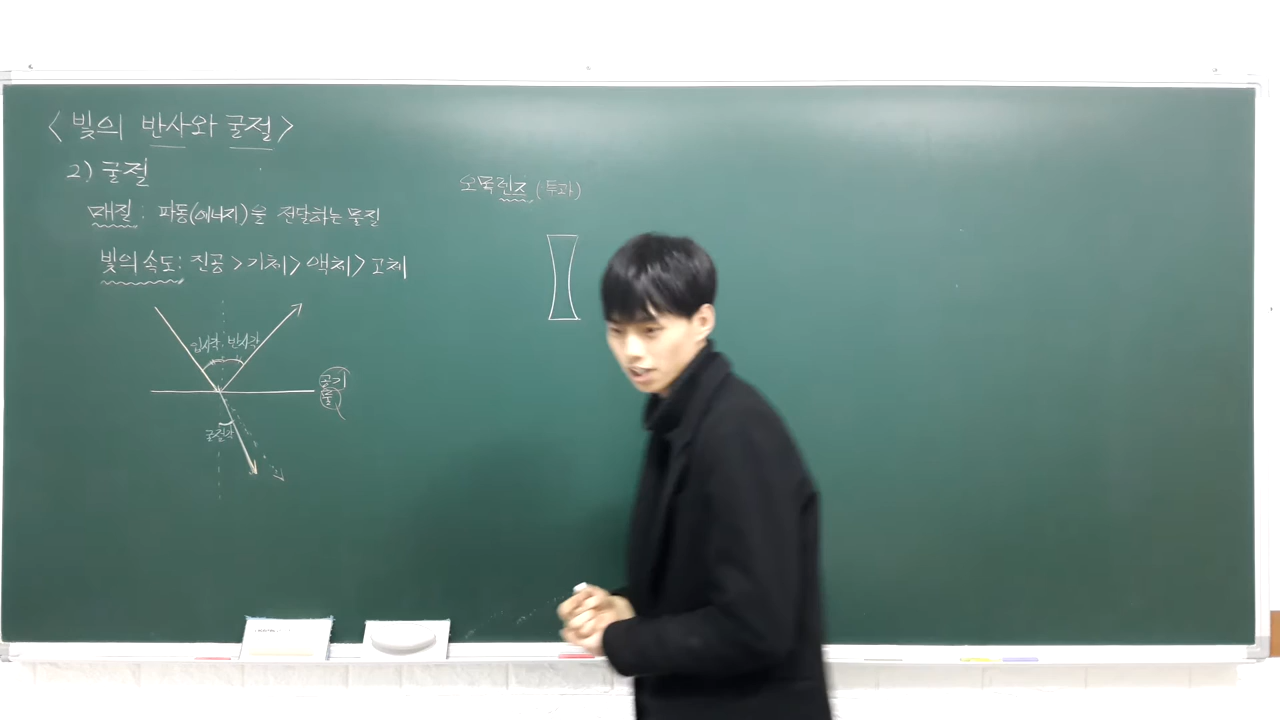 <빛의 반사와 굴절>
2) 굴절
매질 : 파동(에너지)을 전달하는 물질
빛의 속도: 진공 > 기체 > 액체 > 고체
입사각 반사각
공기
물
굴절각
오목렌즈 (투과)